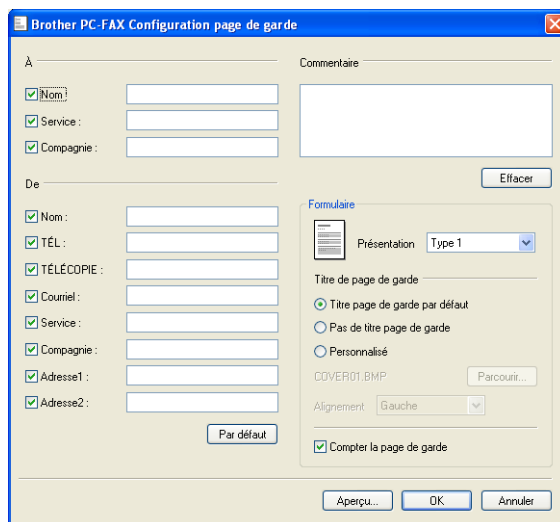 Brother PC-FAX Configuration page de garde
À
Nom
Service :
Compagnie :
De
Nom :
TÉL :
TÉLÉCOPIE :
Courriel :
Service :
Compagnie :
Adresse1 :
Adresse2 :
Par défaut
Commentaire
Effacer
Formulaire
Présentation Type 1
Titre de page de garde
Titre page de garde par défaut
Pas de titre page de garde
Personnalisé
COVER01.BMP Parcourir...
Alignement Gauche
Compter la page de garde
Aperçu... OK Annuler